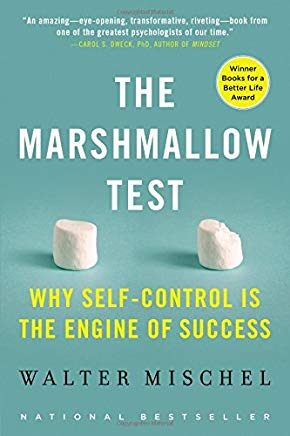 "An amazing—eye-opening, transformative, riveting—book from
one of the greatest psychologists of our time."
—CAROL S. DWECK, PhD, AUTHOR OF MINDSET
Winner
Books for a
Better Life
Award
THE
MARSHMALLOW
TEST
WHY SELF-CONTROL IS
THE ENGINE OF SUCCESS
WALTER MISCHEL
NATIONAL BESTSELLER